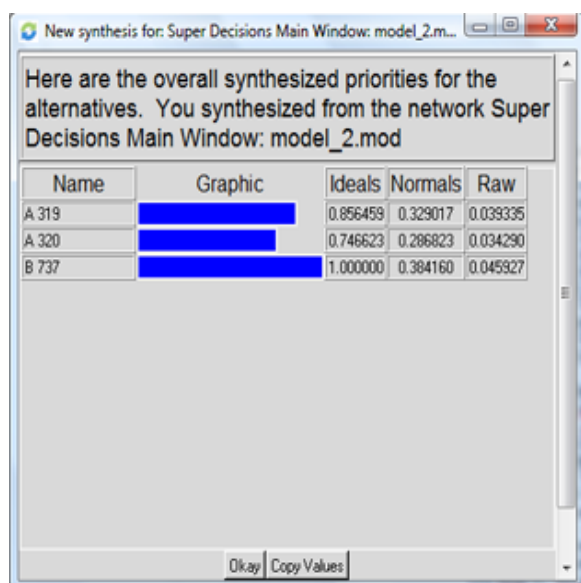 New synthesis for: Super Decisions Main Window: model_2.m...
Here are the overall synthesized priorities for the
alternatives. You synthesized from the network Super
Decisions Main Window: model_2.mod
Name Graphic Ideals Normals Raw
A 319 0.856459 0.329017 0.039335
A 320 0.746623 0.286823 0.034290
B 737 1.000000 0.384160 0.045927
Okay Copy Values